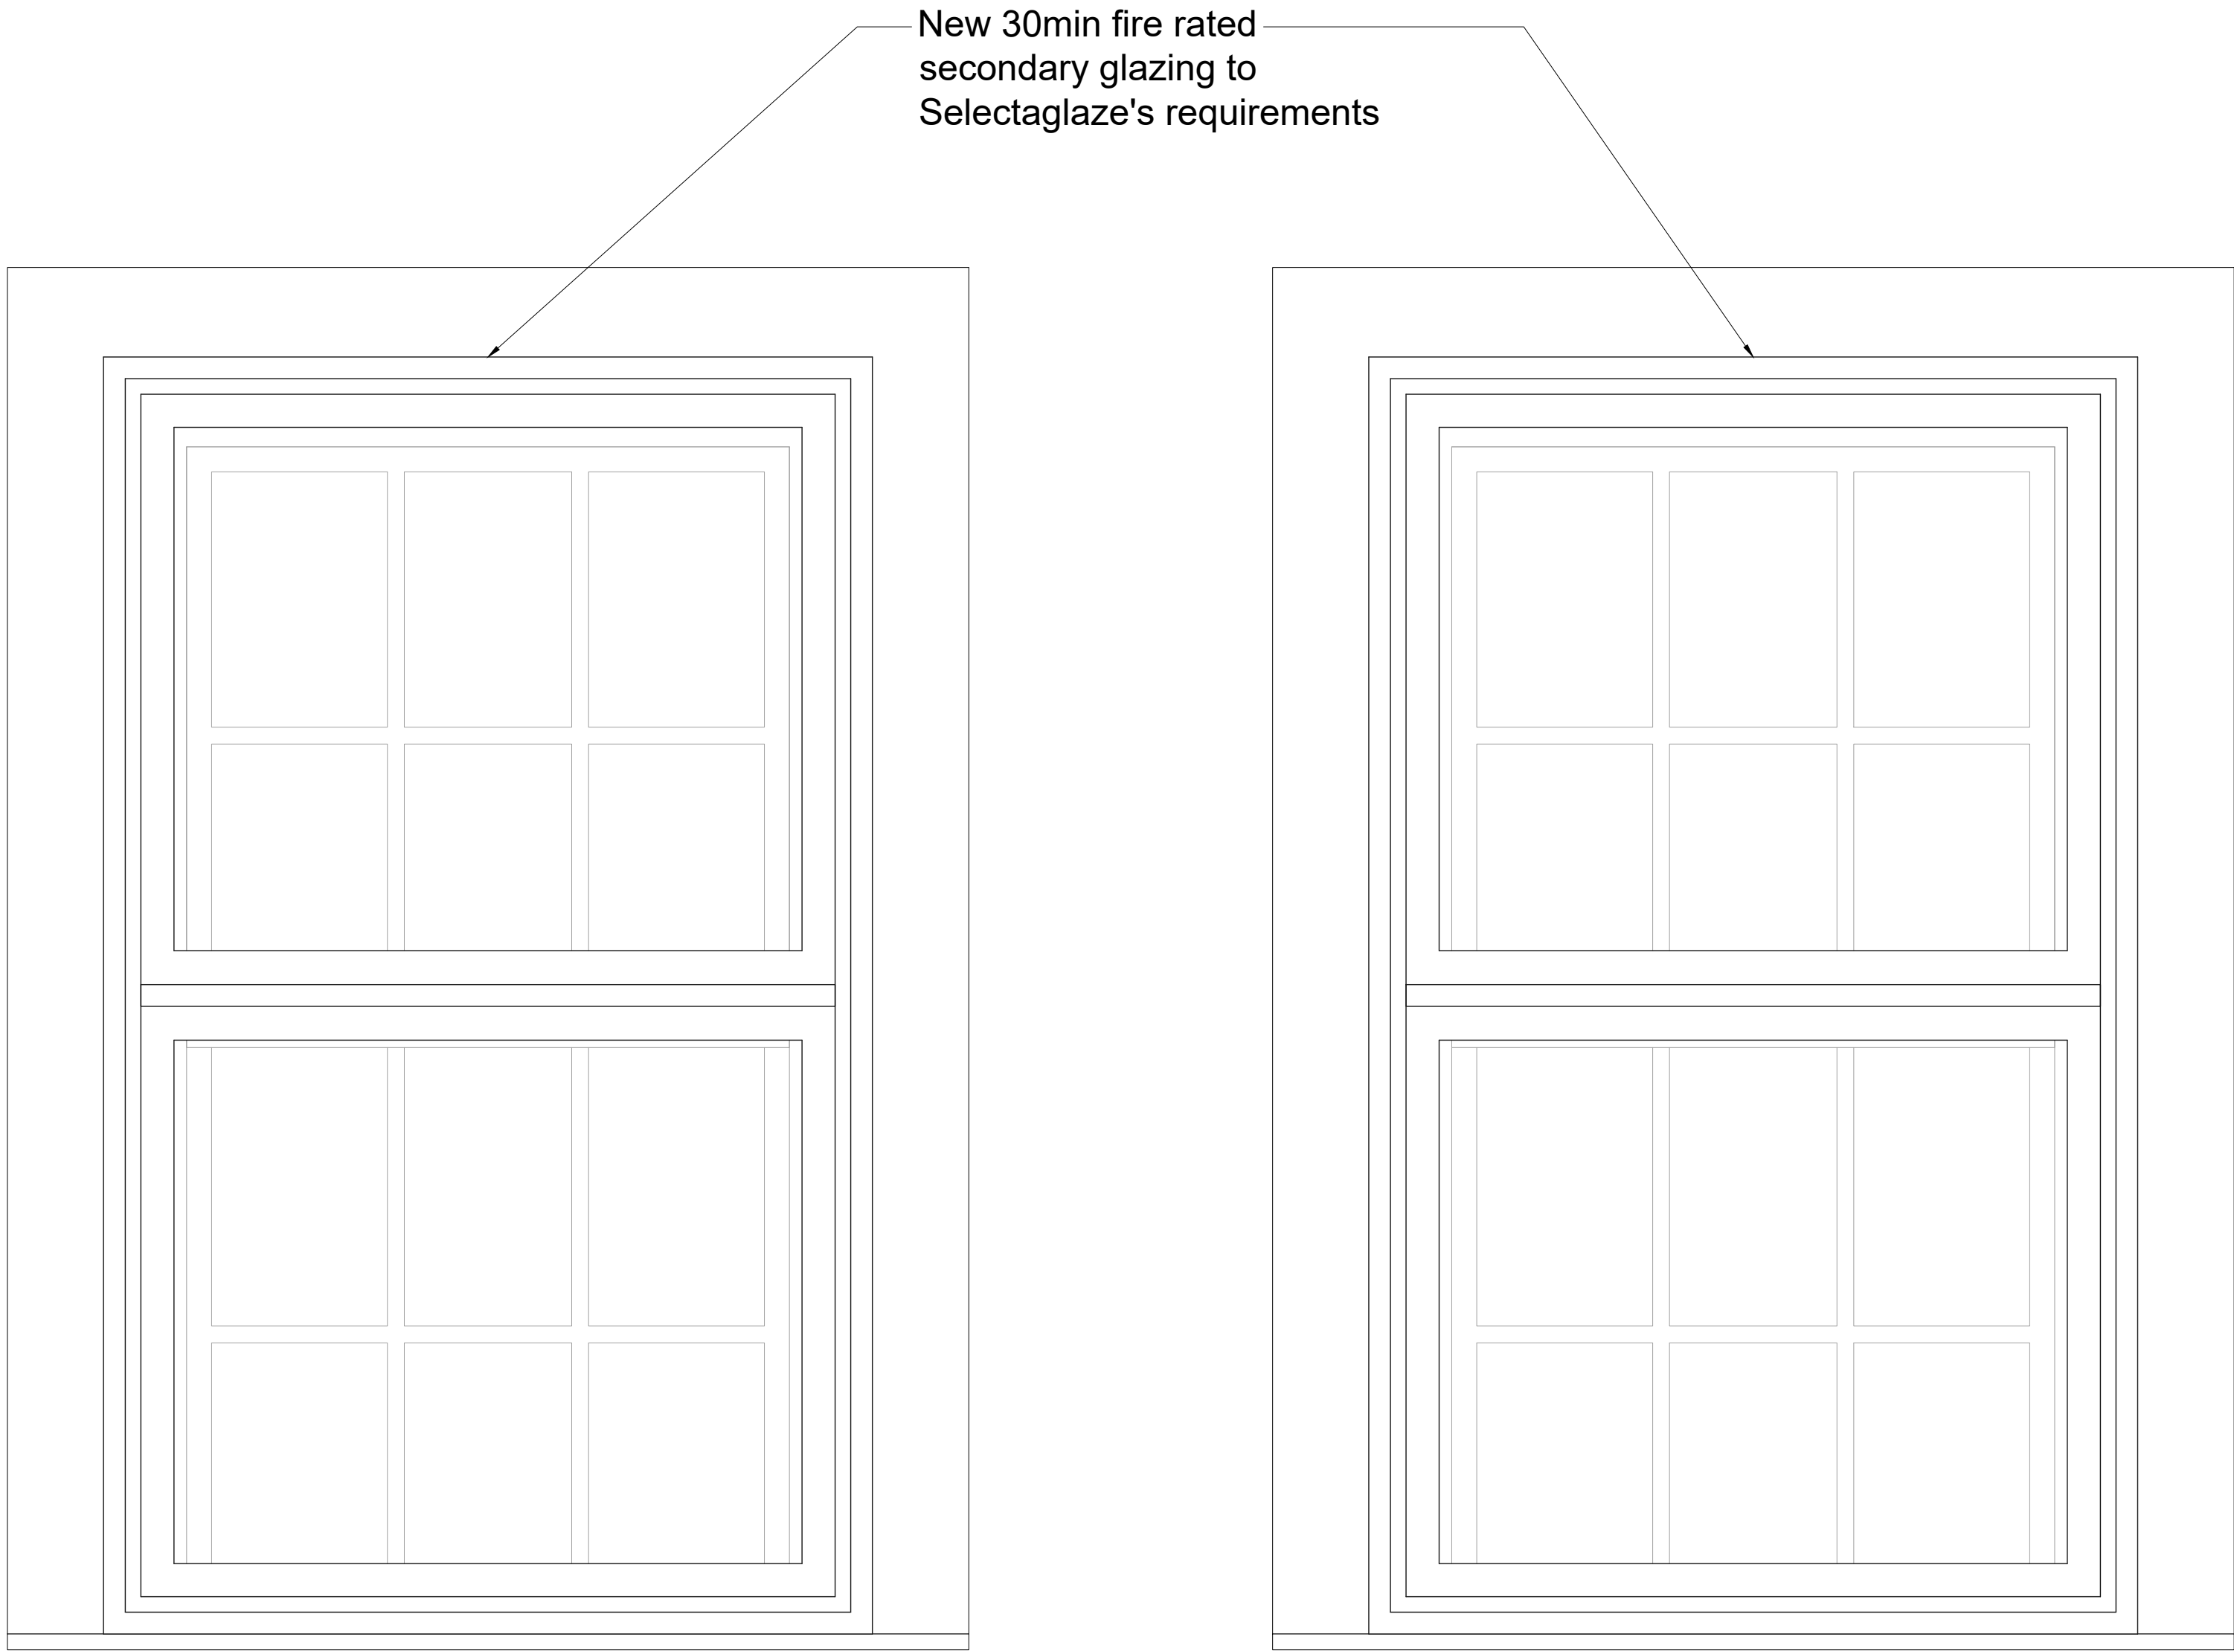 New 30min fire rated
secondary glazing to
Selectaglaze's requirements